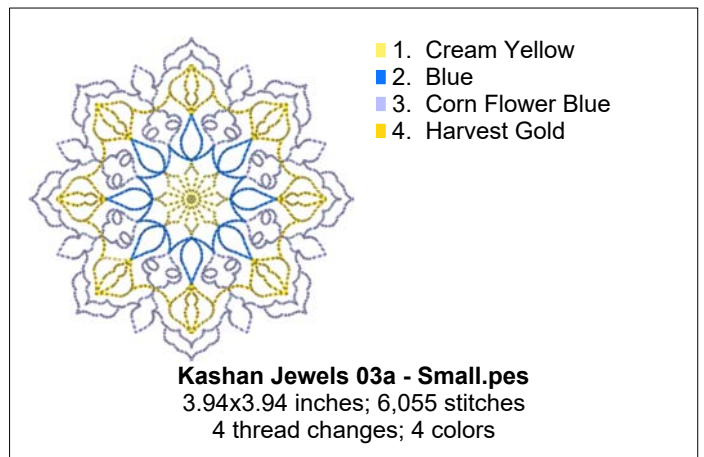 1. Cream Yellow
2. Blue
3. Corn Flower Blue
4. Harvest Gold
Kashan Jewels 03a - Small.pes
3.94x3.94 inches; 6,055 stitches
4 thread changes; 4 colors